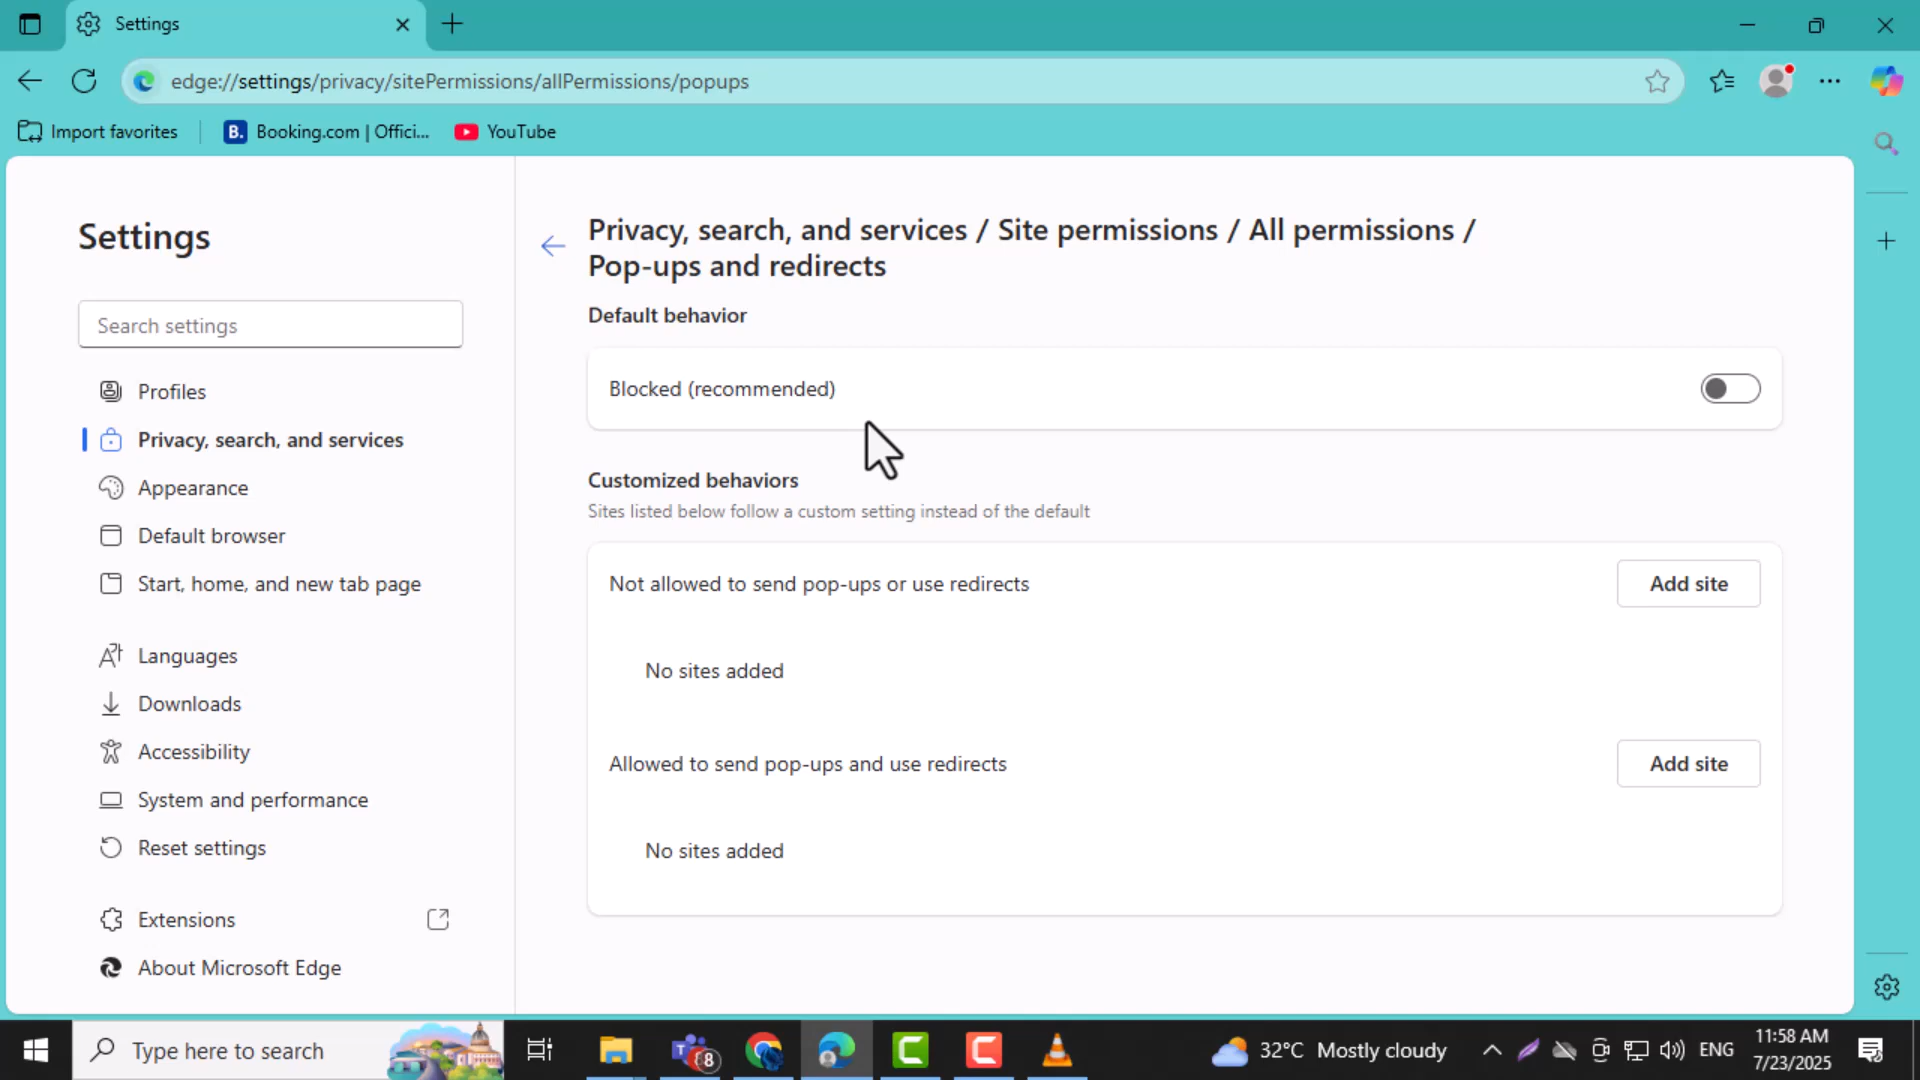 Settings
edge://settings/privacy/sitePermissions/allPermissions/popups
Import favorites
B. Booking.com | Offici...
YouTube
Settings
Search settings
Profiles
Privacy, search, and services
Appearance
Default browser
Start, home, and new tab page
Languages
Downloads
Accessibility
System and performance
Reset settings
Extensions
About Microsoft Edge
Privacy, search, and services / Site permissions / All permissions /
Pop-ups and redirects
Default behavior
Blocked (recommended)
Customized behaviors
Sites listed below follow a custom setting instead of the default
Not allowed to send pop-ups or use redirects
Add site
No sites added
Allowed to send pop-ups and use redirects
Add site
No sites added
Type here to search
8
32°C Mostly cloudy
ENG
11:58 AM
7/23/2025